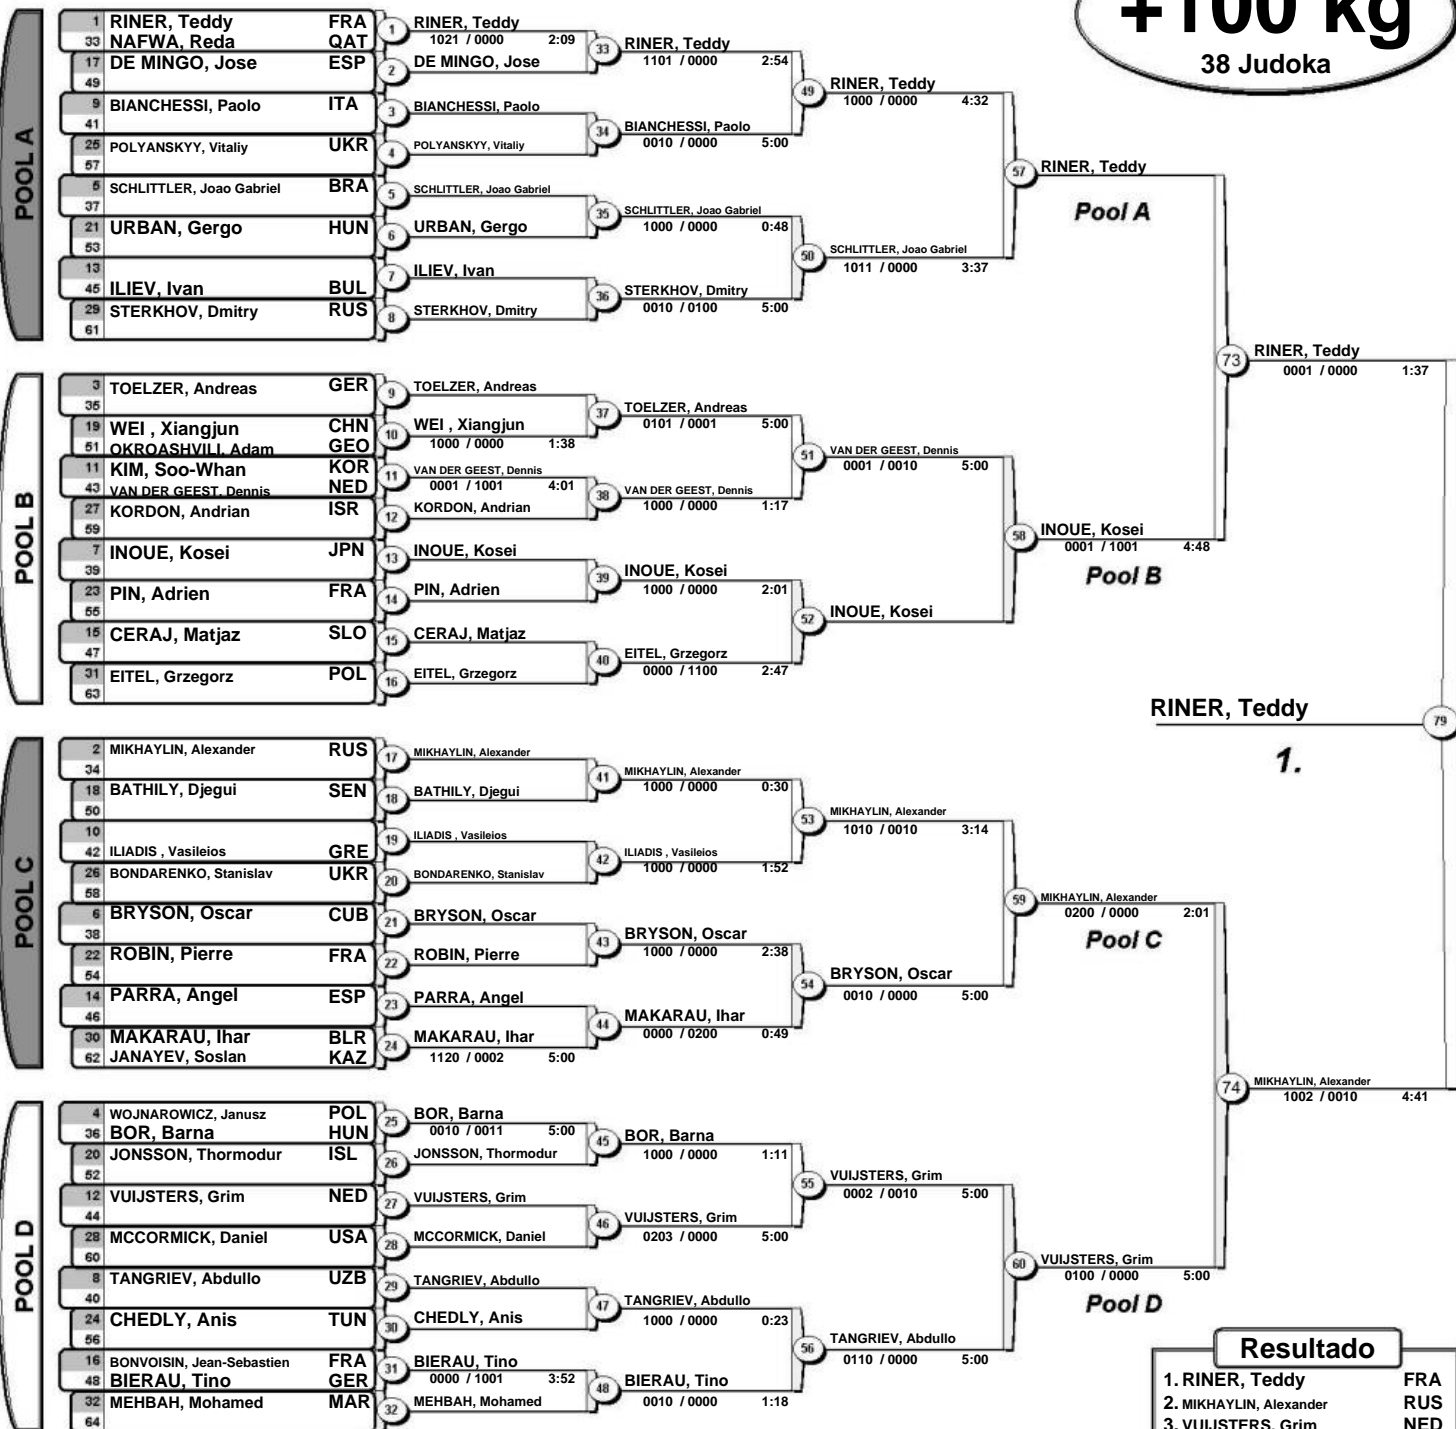 +100 kg
38 Judoka
POOL A
1 RINER, Teddy FRA
33 NAFWA, Reda QAT
17 DE MINGO, Jose ESP
49
9 BIANCHESSI, Paolo ITA
41
25 POLYANSKYY, Vitaliy UKR
57
5 SCHLITTLER, Joao Gabriel BRA
37
21 URBAN, Gergo HUN
53
13
45 ILIEV, Ivan BUL
29 STERKHOV, Dmitry RUS
61
1 RINER, Teddy
1021 / 0000 2:09
2 DE MINGO, Jose
3 BIANCHESSI, Paolo
4 POLYANSKYY, Vitaliy
5 SCHLITTLER, Joao Gabriel
6 URBAN, Gergo
7 ILIEV, Ivan
8 STERKHOV, Dmitry
33 RINER, Teddy
1101 / 0000 2:54
34 BIANCHESSI, Paolo
0010 / 0000 5:00
35 SCHLITTLER, Joao Gabriel
1000 / 0000 0:48
36 STERKHOV, Dmitry
0010 / 0100 5:00
49 RINER, Teddy
1000 / 0000 4:32
50 SCHLITTLER, Joao Gabriel
1011 / 0000 3:37
57 RINER, Teddy
Pool A
POOL B
3 TOELZER, Andreas GER
35
19 WEI , Xiangjun CHN
51 OKROASHVILI, Adam GEO
11 KIM, Soo-Whan KOR
43 VAN DER GEEST, Dennis NED
27 KORDON, Andrian ISR
59
7 INOUE, Kosei JPN
39
23 PIN, Adrien FRA
55
15 CERAJ, Matjaz SLO
47
31 EITEL, Grzegorz POL
63
9 TOELZER, Andreas
10 WEI , Xiangjun
1000 / 0000 1:38
11 VAN DER GEEST, Dennis
0001 / 1001 4:01
12 KORDON, Andrian
13 INOUE, Kosei
14 PIN, Adrien
15 CERAJ, Matjaz
16 EITEL, Grzegorz
37 TOELZER, Andreas
0101 / 0001 5:00
38 VAN DER GEEST, Dennis
1000 / 0000 1:17
39 INOUE, Kosei
1000 / 0000 2:01
40 EITEL, Grzegorz
0000 / 1100 2:47
51 VAN DER GEEST, Dennis
0001 / 0010 5:00
52 INOUE, Kosei
58 INOUE, Kosei
0001 / 1001 4:48
Pool B
73 RINER, Teddy
0001 / 0000 1:37
RINER, Teddy
79
1.
POOL C
2 MIKHAYLIN, Alexander RUS
34
18 BATHILY, Djegui SEN
50
10
42 ILIADIS , Vasileios GRE
26 BONDARENKO, Stanislav UKR
58
6 BRYSON, Oscar CUB
38
22 ROBIN, Pierre FRA
54
14 PARRA, Angel ESP
46
30 MAKARAU, Ihar BLR
62 JANAYEV, Soslan KAZ
17 MIKHAYLIN, Alexander
18 BATHILY, Djegui
19 ILIADIS , Vasileios
20 BONDARENKO, Stanislav
21 BRYSON, Oscar
22 ROBIN, Pierre
23 PARRA, Angel
24 MAKARAU, Ihar
1120 / 0002 5:00
41 MIKHAYLIN, Alexander
1000 / 0000 0:30
42 ILIADIS , Vasileios
1000 / 0000 1:52
43 BRYSON, Oscar
1000 / 0000 2:38
44 MAKARAU, Ihar
0000 / 0200 0:49
53 MIKHAYLIN, Alexander
1010 / 0010 3:14
54 BRYSON, Oscar
0010 / 0000 5:00
59 MIKHAYLIN, Alexander
0200 / 0000 2:01
Pool C
74 MIKHAYLIN, Alexander
1002 / 0010 4:41
POOL D
4 WOJNAROWICZ, Janusz POL
36 BOR, Barna HUN
20 JONSSON, Thormodur ISL
52
12 VUIJSTERS, Grim NED
44
28 MCCORMICK, Daniel USA
60
8 TANGRIEV, Abdullo UZB
40
24 CHEDLY, Anis TUN
56
16 BONVOISIN, Jean-Sebastien FRA
48 BIERAU, Tino GER
32 MEHBAH, Mohamed MAR
64
25 BOR, Barna
0010 / 0011 5:00
26 JONSSON, Thormodur
27 VUIJSTERS, Grim
28 MCCORMICK, Daniel
29 TANGRIEV, Abdullo
30 CHEDLY, Anis
31 BIERAU, Tino
0000 / 1001 3:52
32 MEHBAH, Mohamed
45 BOR, Barna
1000 / 0000 1:11
46 VUIJSTERS, Grim
0203 / 0000 5:00
47 TANGRIEV, Abdullo
1000 / 0000 0:23
48 BIERAU, Tino
0010 / 0000 1:18
55 VUIJSTERS, Grim
0002 / 0010 5:00
56 TANGRIEV, Abdullo
0110 / 0000 5:00
60 VUIJSTERS, Grim
0100 / 0000 5:00
Pool D
Resultado
1. RINER, Teddy FRA
2. MIKHAYLIN, Alexander RUS
3. VUIJSTERS, Grim NED